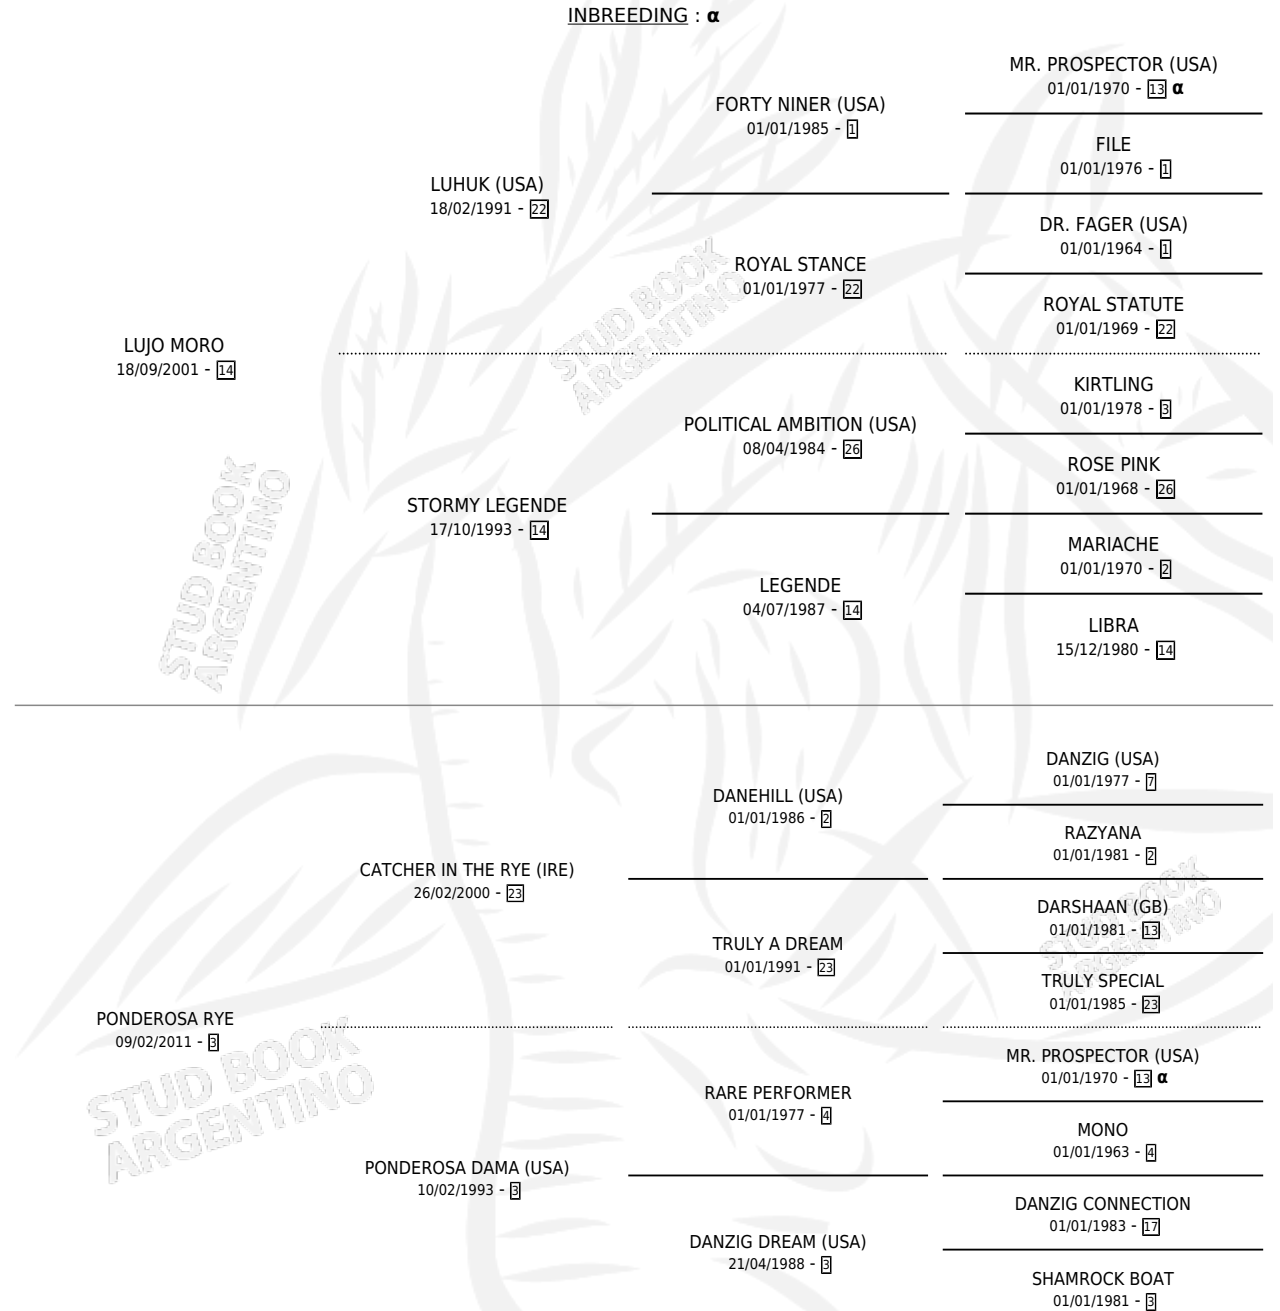 INBREEDING : α
MR. PROSPECTOR (USA)
01/01/1970 - 13 α
FORTY NINER (USA)
01/01/1985 - 1
FILE
01/01/1976 - 1
LUHUK (USA)
18/02/1991 - 22
DR. FAGER (USA)
01/01/1964 - 1
ROYAL STANCE
01/01/1977 - 22
ROYAL STATUTE
01/01/1969 - 22
LUJO MORO
18/09/2001 - 14
KIRTLING
01/01/1978 - 3
POLITICAL AMBITION (USA)
08/04/1984 - 26
ROSE PINK
01/01/1968 - 26
STORMY LEGENDE
17/10/1993 - 14
MARIACHE
01/01/1970 - 2
LEGENDE
04/07/1987 - 14
LIBRA
15/12/1980 - 14
DANZIG (USA)
01/01/1977 - 7
DANEHILL (USA)
01/01/1986 - 2
RAZYANA
01/01/1981 - 2
CATCHER IN THE RYE (IRE)
26/02/2000 - 23
DARSHAAN (GB)
01/01/1981 - 13
TRULY A DREAM
01/01/1991 - 23
TRULY SPECIAL
01/01/1985 - 23
PONDEROSA RYE
09/02/2011 - 3
MR. PROSPECTOR (USA)
01/01/1970 - 13 α
RARE PERFORMER
01/01/1977 - 4
MONO
01/01/1963 - 4
PONDEROSA DAMA (USA)
10/02/1993 - 3
DANZIG CONNECTION
01/01/1983 - 17
DANZIG DREAM (USA)
21/04/1988 - 3
SHAMROCK BOAT
01/01/1981 - 3
STUD BOOK
ARGENTINO
STUD BOOK
ARGENTINO
STUD BOOK
ARGENTINO
STUD BOOK
ARGENTINO